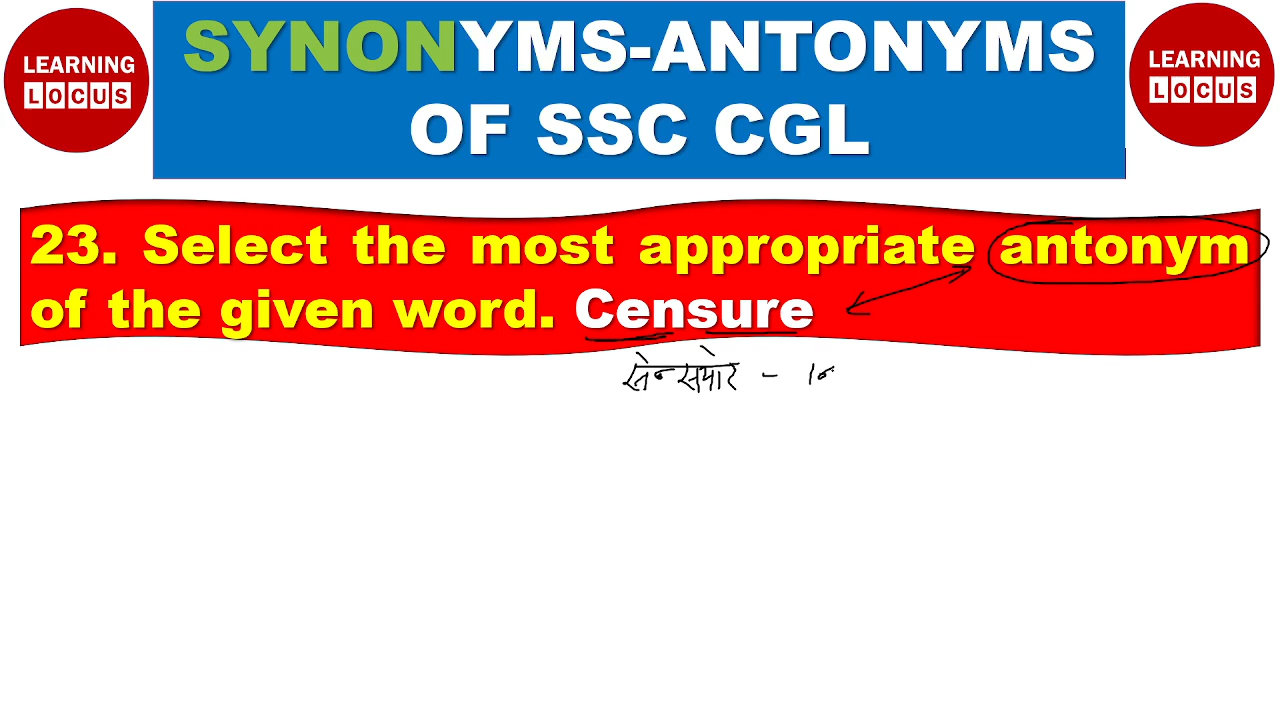 LEARNING
LOCUS
SYNONYMS-ANTONYMS
OF SSC CGL
LEARNING
LOCUS
23. Select the most appropriate antonym
of the given word. Censure